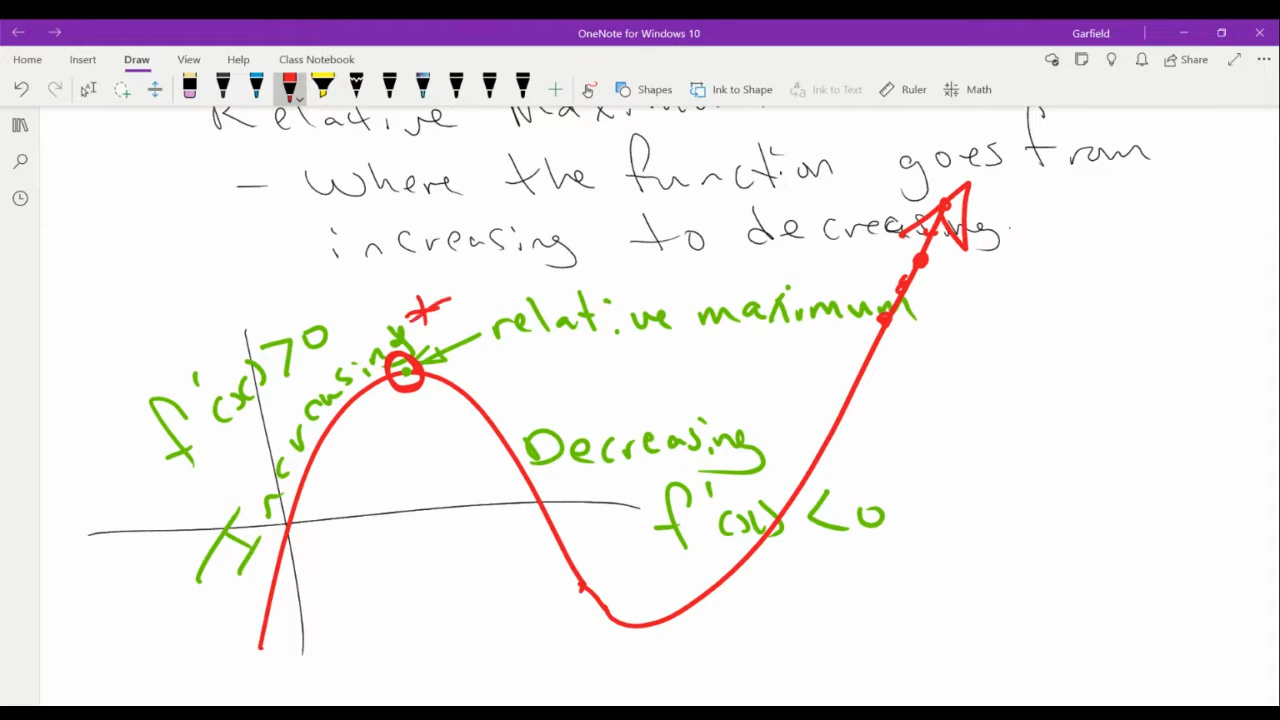 OneNote for Windows 10
Garfield
Home Insert Draw View Help Class Notebook
Share
Shapes Ink to Shape Ink to Text Ruler Math
Relative Maximum
- Where the function goes from
increasing to decreasing.
relative maximum
f'(x) > 0
Increasing
Decreasing
f'(x) < 0